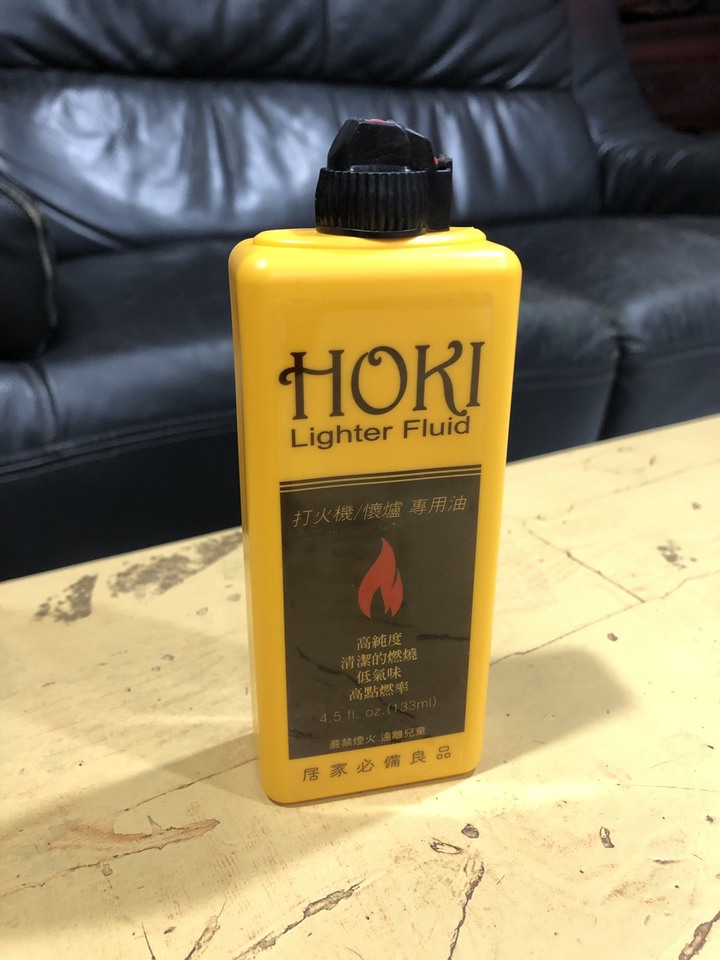 HOKI
Lighter Fluid
打火機/懷爐 專用油
高純度
清潔的燃燒
低氣味
高點燃率
4.5 fl. oz.(133ml)
嚴禁煙火.遠離兒童
居家必備良品